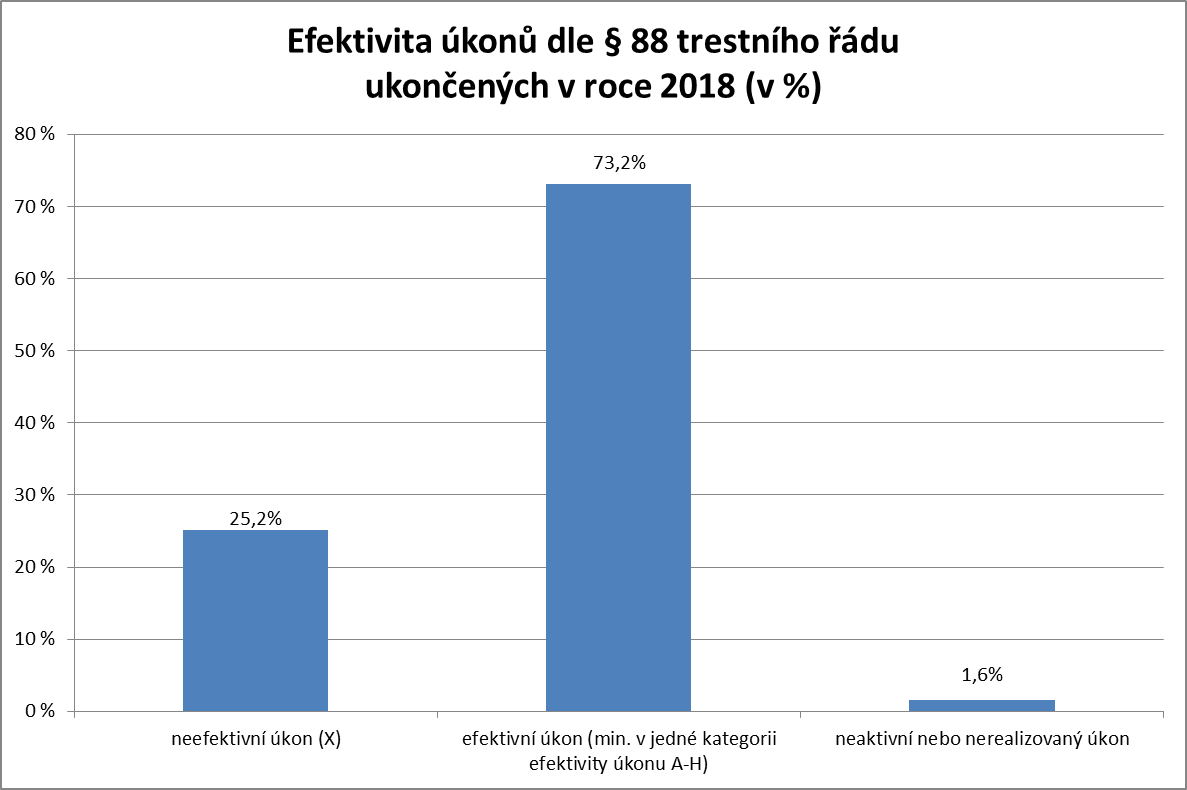 Efektivita úkonů dle § 88 trestního řádu
ukončených v roce 2018 (v %)
80 %
70 %
60 %
50 %
40 %
30 %
20 %
10 %
0 %
25,2%
73,2%
1,6%
neefektivní úkon (X)
efektivní úkon (min. v jedné kategorii
efektivity úkonu A-H)
neaktivní nebo nerealizovaný úkon